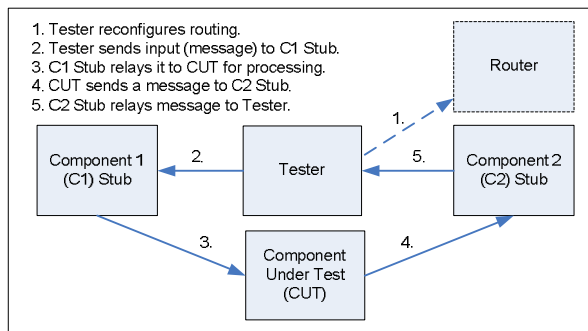 1. Tester reconfigures routing.
2. Tester sends input (message) to C1 Stub.
3. C1 Stub relays it to CUT for processing.
4. CUT sends a message to C2 Stub.
5. C2 Stub relays message to Tester.
Router
1.
Component 1
(C1) Stub
2.
Tester
5.
Component 2
(C2) Stub
3.
Component
Under Test
(CUT)
4.